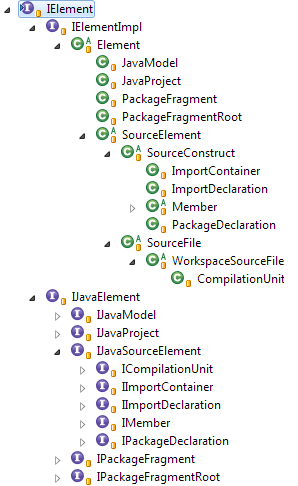 IElement
IElementImpl
Element
JavaModel
JavaProject
PackageFragment
PackageFragmentRoot
SourceElement
SourceConstruct
ImportContainer
ImportDeclaration
Member
PackageDeclaration
SourceFile
WorkspaceSourceFile
CompilationUnit
IJavaElement
IJavaModel
IJavaProject
IJavaSourceElement
ICompilationUnit
IImportContainer
IImportDeclaration
IMember
IPackageDeclaration
IPackageFragment
IPackageFragmentRoot